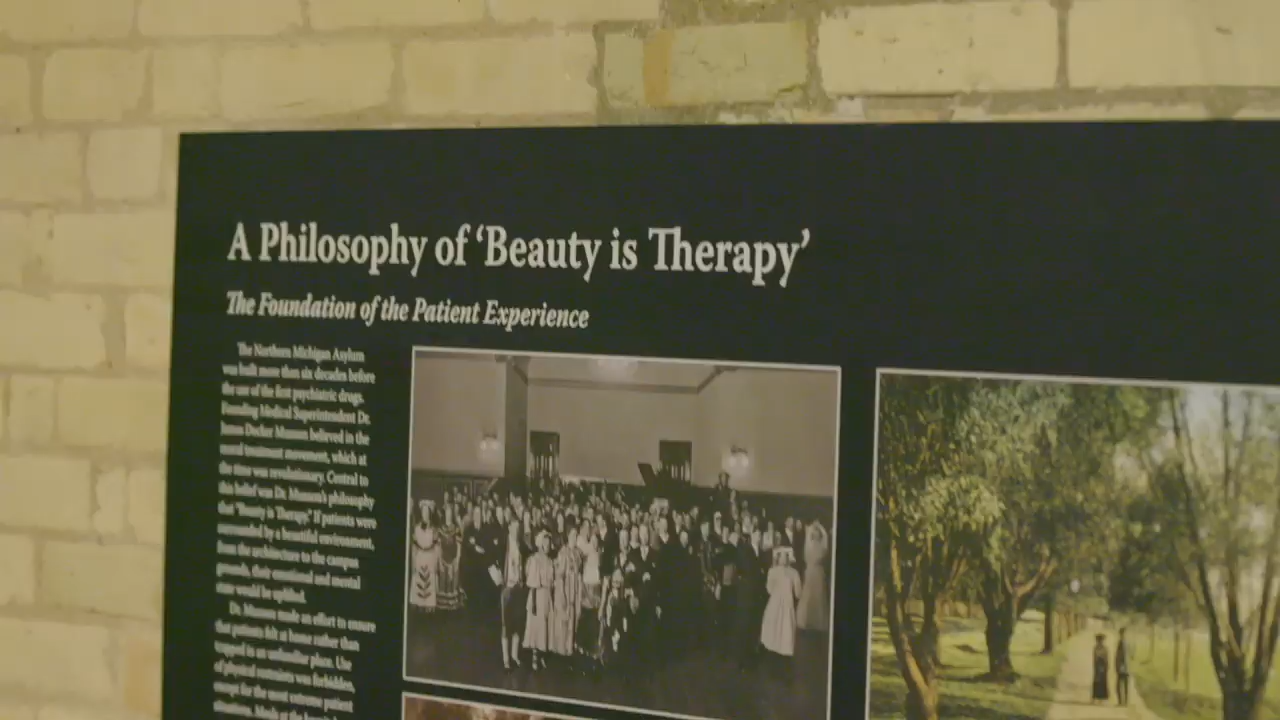 A Philosophy of ‘Beauty is Therapy’
The Foundation of the Patient Experience
The Northern Michigan Asylum
was built more than six decades before
the use of the first psychiatric drugs.
Founding Medical Superintendent Dr.
James Decker Munson believed in the
moral treatment movement, which at
the time was revolutionary. Central to
this belief was Dr. Munson's philosophy
that "Beauty is Therapy." If patients were
surrounded by a beautiful environment,
from the architecture to the campus
grounds, their emotional and mental
state would be uplifted.
Dr. Munson made an effort to ensure
that patients felt at home rather than
trapped in an unfamiliar place. Use
of physical restraints was forbidden,
except for the most extreme patient
situations. Meals at the